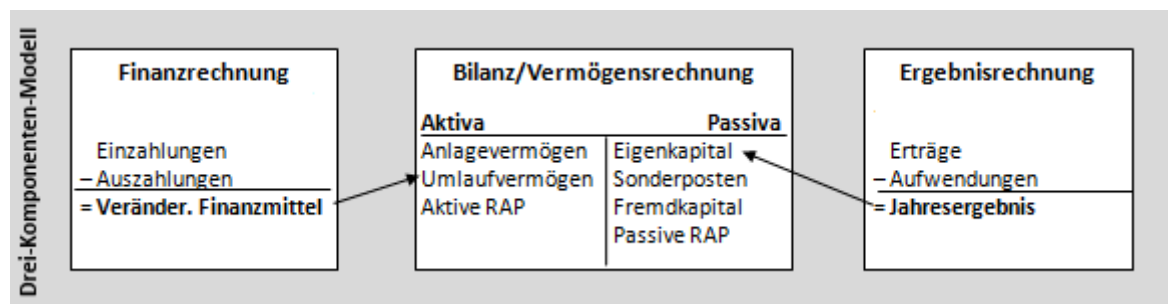 Drei-Komponenten-Modell
Finanzrechnung
Einzahlungen
– Auszahlungen
= Veränder. Finanzmittel
Bilanz/Vermögensrechnung
Aktiva Passiva
Anlagevermögen Eigenkapital
Umlaufvermögen Sonderposten
Aktive RAP Fremdkapital
Passive RAP
Ergebnisrechnung
Erträge
– Aufwendungen
= Jahresergebnis